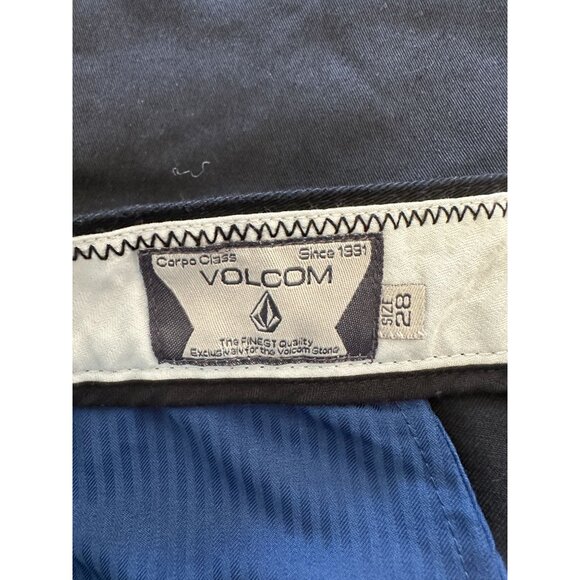 Corpo Class Since 1991
VOLCOM
The FiNEST Quality
Exclusively for the Volcom Stone
SIZE
28